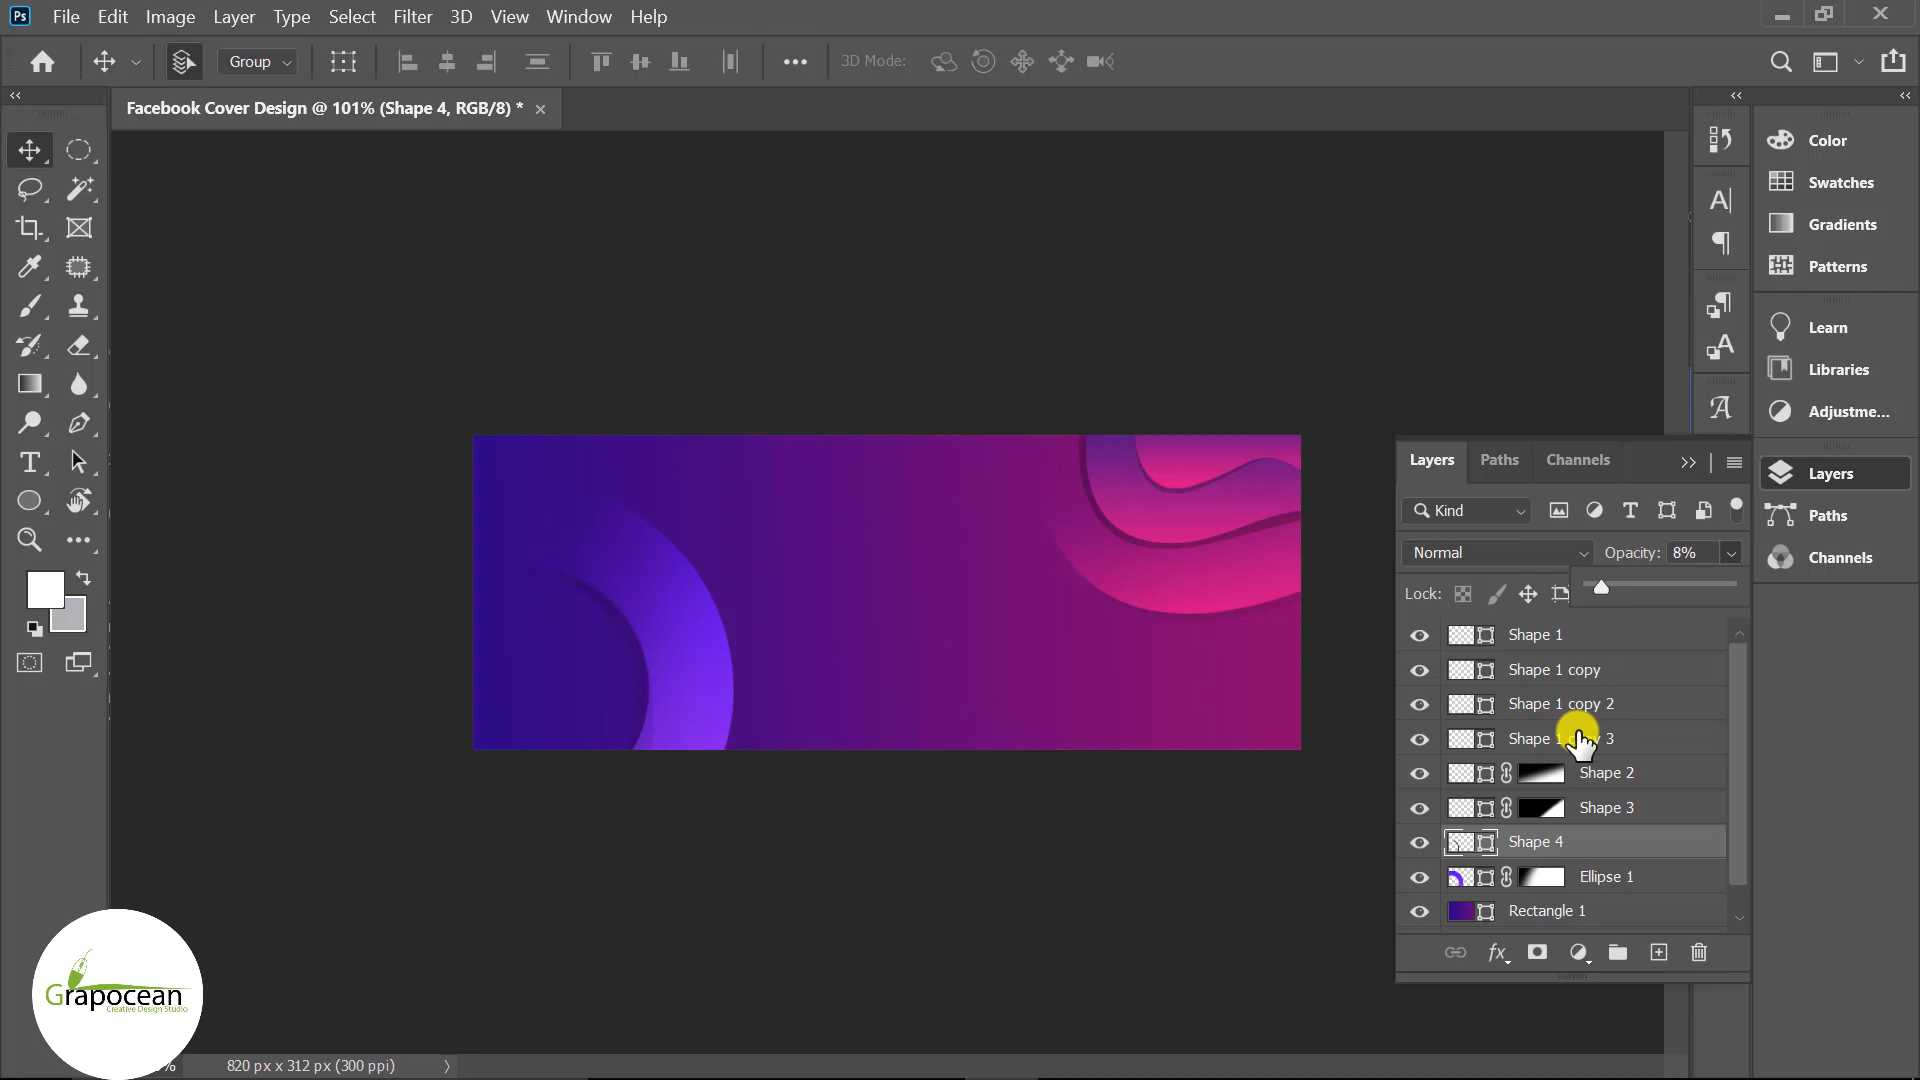 Ps File Edit Image Layer Type Select Filter 3D View Window Help
Group 3D Mode:
Facebook Cover Design @ 101% (Shape 4, RGB/8) *
Color
Swatches
Gradients
Patterns
Learn
Libraries
Adjustme...
Layers
Paths
Channels
Layers Paths Channels
Kind
Normal Opacity: 8%
Lock:
Shape 1
Shape 1 copy
Shape 1 copy 2
Shape 1 copy 3
Shape 2
Shape 3
Shape 4
Ellipse 1
Rectangle 1
fx
Grapocean
Creative Design Studio
% 820 px x 312 px (300 ppi)